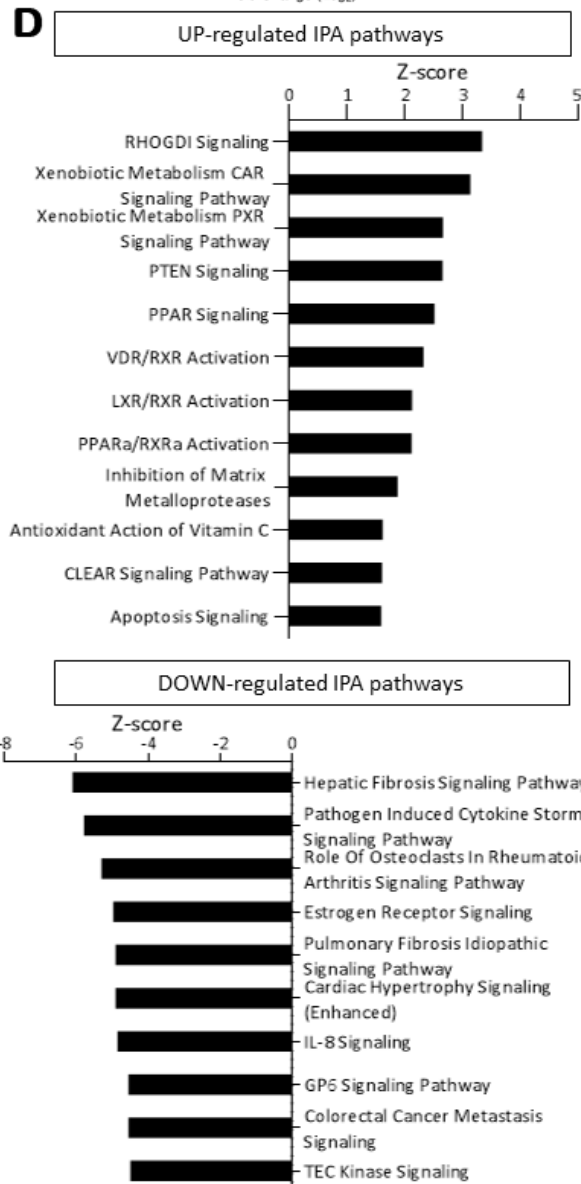 D
UP-regulated IPA pathways
Z-score
0 1 2 3 4 5
RHOGDI Signaling
Xenobiotic Metabolism CAR
Signaling Pathway
Xenobiotic Metabolism PXR
Signaling Pathway
PTEN Signaling
PPAR Signaling
VDR/RXR Activation
LXR/RXR Activation
PPARa/RXRa Activation
Inhibition of Matrix
Metalloproteases
Antioxidant Action of Vitamin C
CLEAR Signaling Pathway
Apoptosis Signaling
DOWN-regulated IPA pathways
Z-score
-8 -6 -4 -2 0
Hepatic Fibrosis Signaling Pathway
Pathogen Induced Cytokine Storm
Signaling Pathway
Role Of Osteoclasts In Rheumatoid
Arthritis Signaling Pathway
Estrogen Receptor Signaling
Pulmonary Fibrosis Idiopathic
Signaling Pathway
Cardiac Hypertrophy Signaling
(Enhanced)
IL-8 Signaling
GP6 Signaling Pathway
Colorectal Cancer Metastasis
Signaling
TEC Kinase Signaling